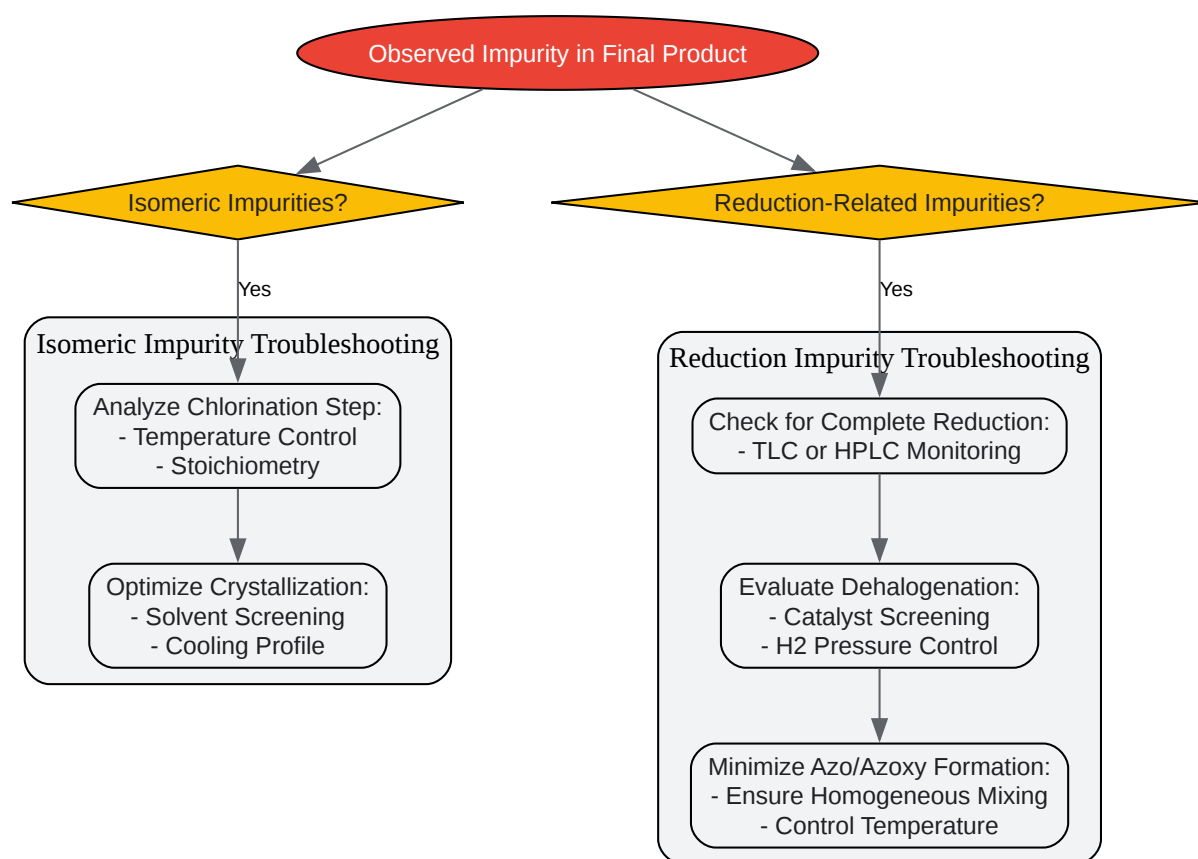 Observed Impurity in Final Product
Isomeric Impurities?
Reduction-Related Impurities?
Yes
Yes
Isomeric Impurity Troubleshooting
Analyze Chlorination Step:
- Temperature Control
- Stoichiometry
Optimize Crystallization:
- Solvent Screening
- Cooling Profile
Reduction Impurity Troubleshooting
Check for Complete Reduction:
- TLC or HPLC Monitoring
Evaluate Dehalogenation:
- Catalyst Screening
- H2 Pressure Control
Minimize Azo/Azoxy Formation:
- Ensure Homogeneous Mixing
- Control Temperature